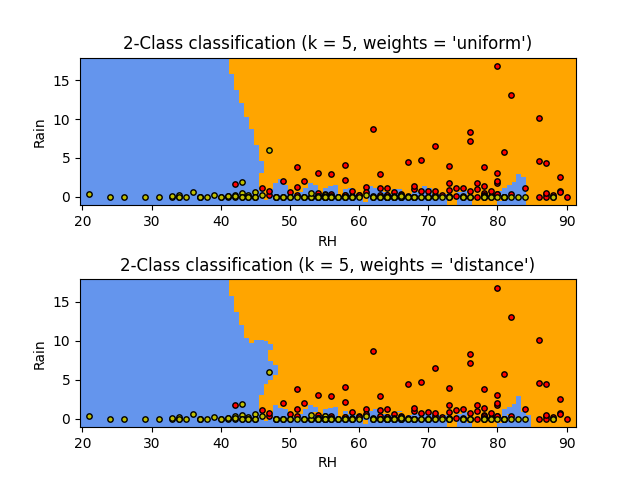 2-Class classification (k = 5, weights = 'uniform')
15
10
5
0
Rain
20 30 40 50 60 70 80 90
RH
2-Class classification (k = 5, weights = 'distance')
15
10
5
0
Rain
20 30 40 50 60 70 80 90
RH